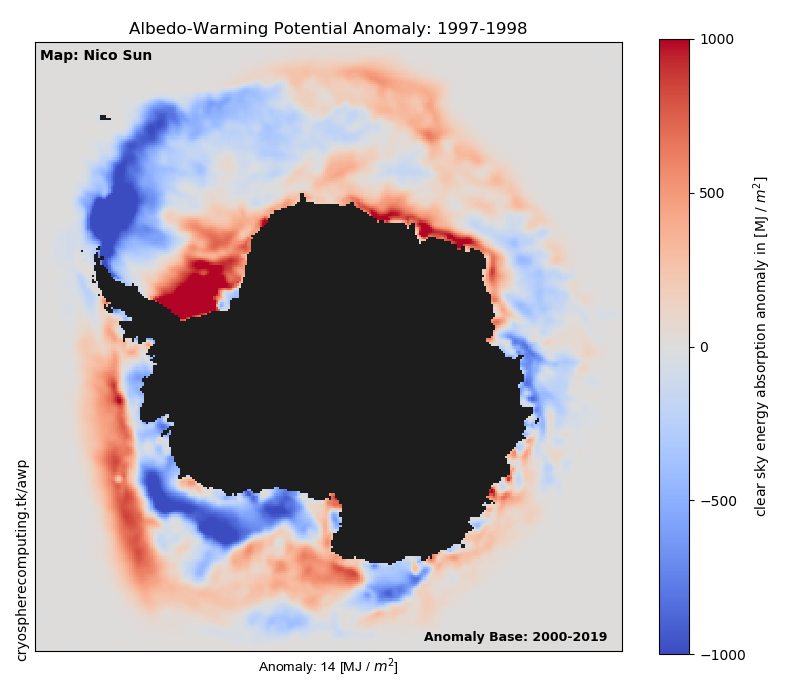 Albedo-Warming Potential Anomaly: 1997-1998
Map: Nico Sun
1000
500
0
−500
−1000
clear sky energy absorption anomaly in [MJ / m²]
cryospherecomputing.tk/awp
Anomaly Base: 2000-2019
Anomaly: 14 [MJ / m²]